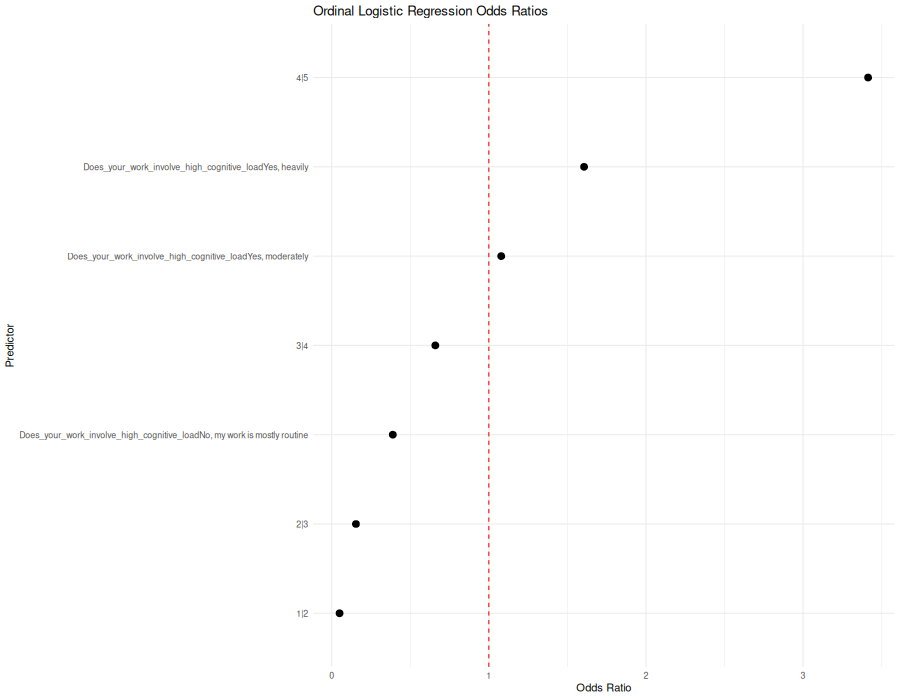 Ordinal Logistic Regression Odds Ratios
4|5
Does_your_work_involve_high_cognitive_loadYes, heavily
Does_your_work_involve_high_cognitive_loadYes, moderately
3|4
Does_your_work_involve_high_cognitive_loadNo, my work is mostly routine
2|3
1|2
Predictor
0 1 2 3
Odds Ratio